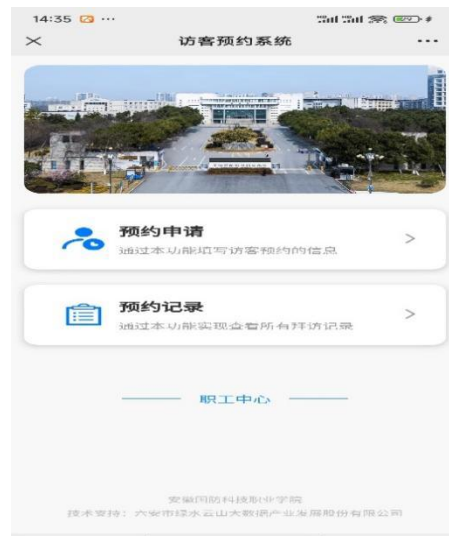 14:35
访客预约系统
预约申请
通过本功能填写访客预约的信息
预约记录
通过本功能实现查看所有拜访记录
职工中心
安徽国防科技职业学院
技术支持：六安市绿水云山大数据产业发展股份有限公司